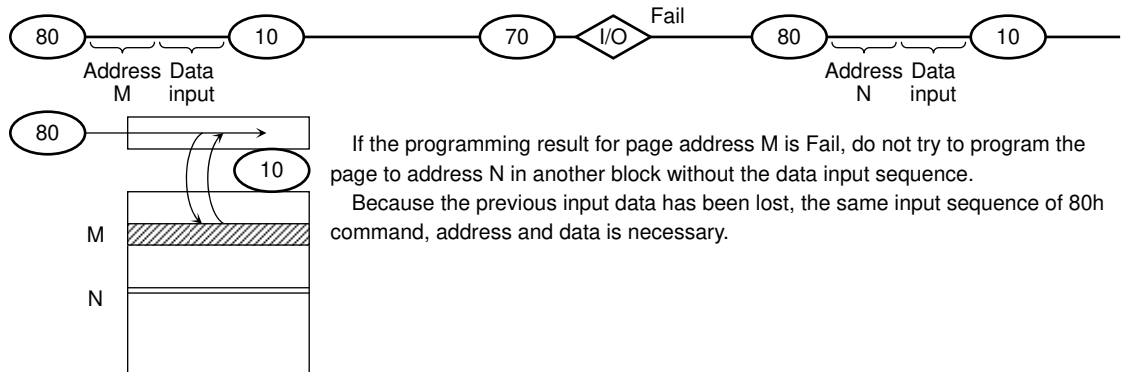 Fail
80 10 70 I/O 80 10
Address Data Address Data
M input N input
80
If the programming result for page address M is Fail, do not try to program the
10
page to address N in another block without the data input sequence.
Because the previous input data has been lost, the same input sequence of 80h
M
command, address and data is necessary.
N